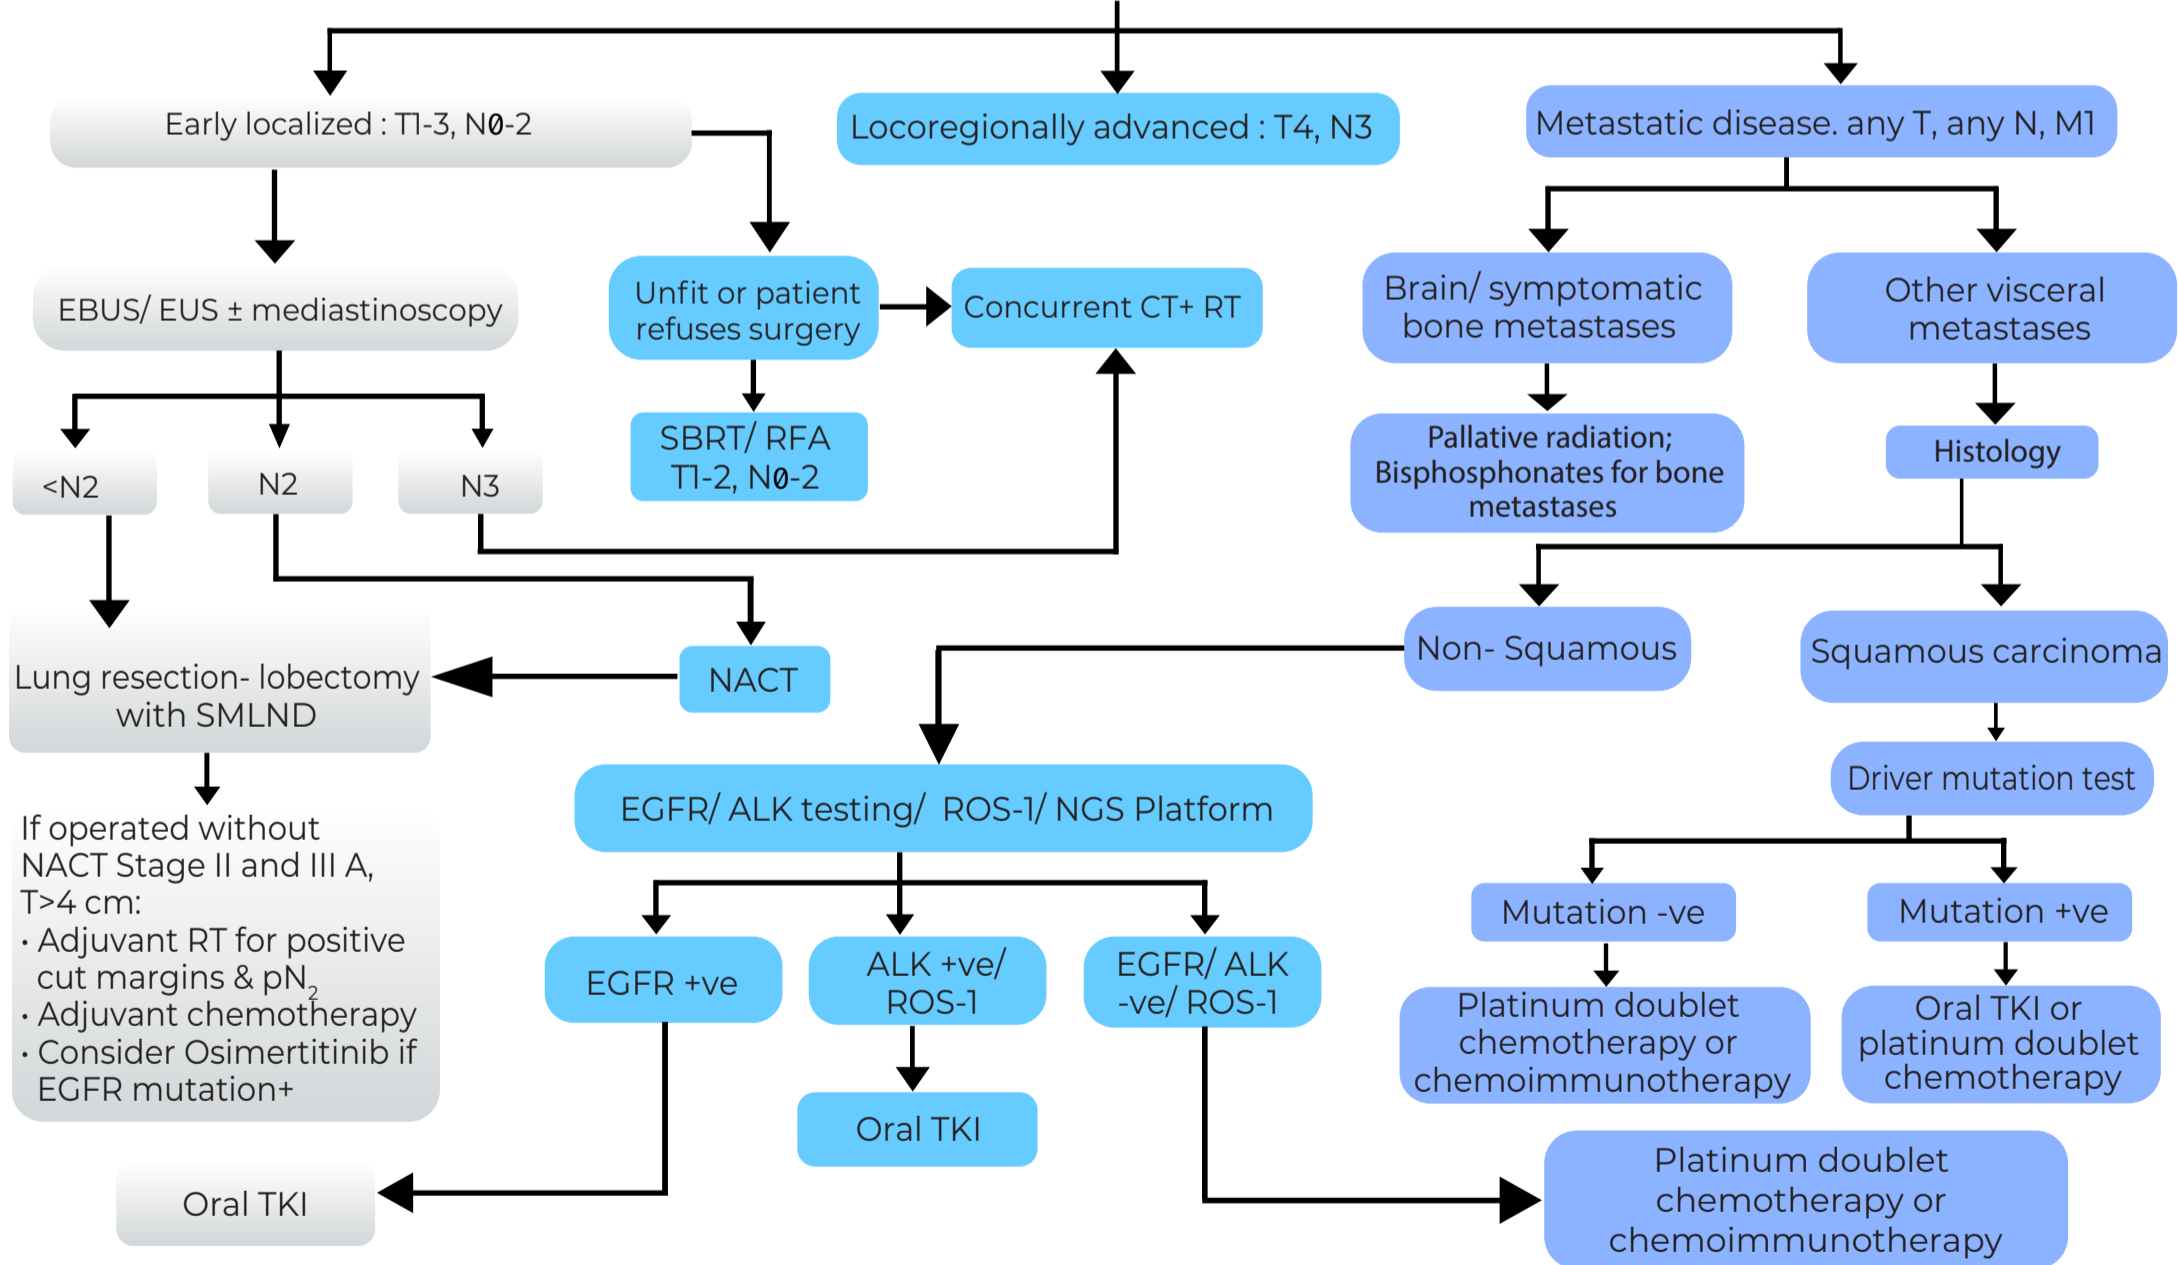 Early localized : T1-3, N0-2
Locoregionally advanced : T4, N3
Metastatic disease. any T, any N, M1
EBUS/ EUS ± mediastinoscopy
Unfit or patient
refuses surgery
Concurrent CT+ RT
Brain/ symptomatic
bone metastases
Other visceral
metastases
SBRT/ RFA
T1-2, N0-2
Pallative radiation;
Bisphosphonates for bone
metastases
Histology
<N2
N2
N3
Lung resection- lobectomy
with SMLND
NACT
Non- Squamous
Squamous carcinoma
Driver mutation test
EGFR/ ALK testing/ ROS-1/ NGS Platform
If operated without
NACT Stage II and III A,
T>4 cm:
• Adjuvant RT for positive
cut margins & pN2
• Adjuvant chemotherapy
• Consider Osimertitinib if
EGFR mutation+
EGFR +ve
ALK +ve/
ROS-1
EGFR/ ALK
-ve/ ROS-1
Mutation -ve
Mutation +ve
Platinum doublet
chemotherapy or
chemoimmunotherapy
Oral TKI or
platinum doublet
chemotherapy
Oral TKI
Oral TKI
Platinum doublet
chemotherapy or
chemoimmunotherapy